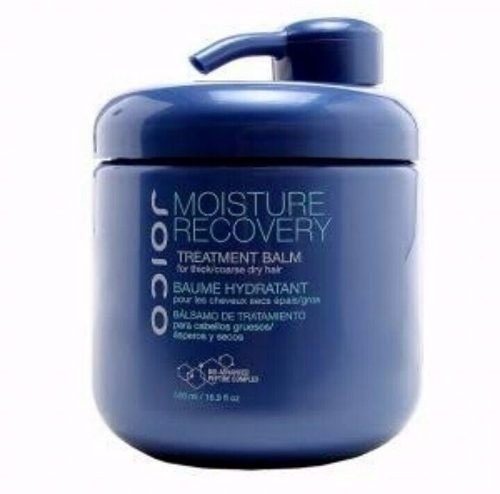 JOICO
MOISTURE
RECOVERY
TREATMENT BALM
for thick/coarse dry hair
BAUME HYDRATANT
pour les cheveux secs épais/gros
BÁLSAMO DE TRATAMIENTO
para cabellos gruesos/
ásperos y secos
BIO-ADVANCED
PEPTIDE COMPLEX
500 ml / 16.9 fl oz